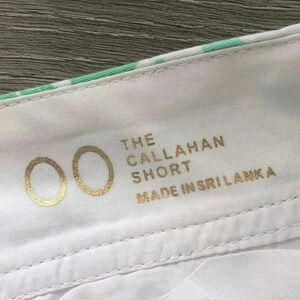 00
THE
CALLAHAN
SHORT
MADE IN SRI LANKA